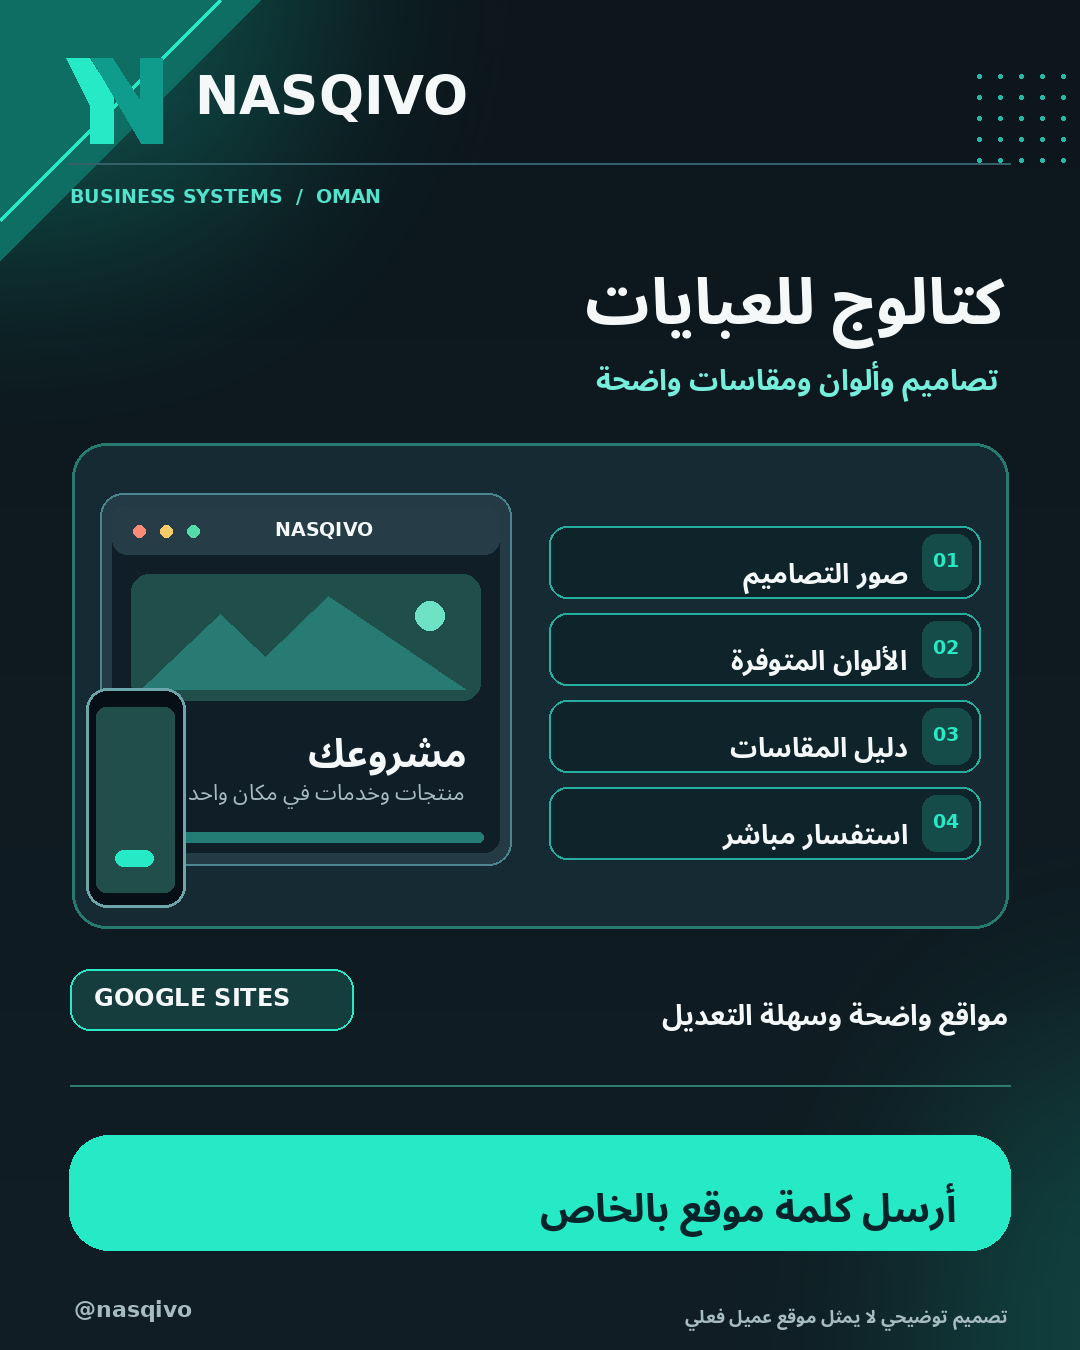 NASQIVO
BUSINESS SYSTEMS / OMAN
كتالوج للعبايات
تصاميم وألوان ومقاسات واضحة
NASQIVO
مشروعك
منتجات وخدمات في مكان واحد
01 صور التصاميم
02 الألوان المتوفرة
03 دليل المقاسات
04 استفسار مباشر
GOOGLE SITES
مواقع واضحة وسهلة التعديل
أرسل كلمة موقع بالخاص
@nasqivo
تصميم توضيحي لا يمثل موقع عميل فعلي